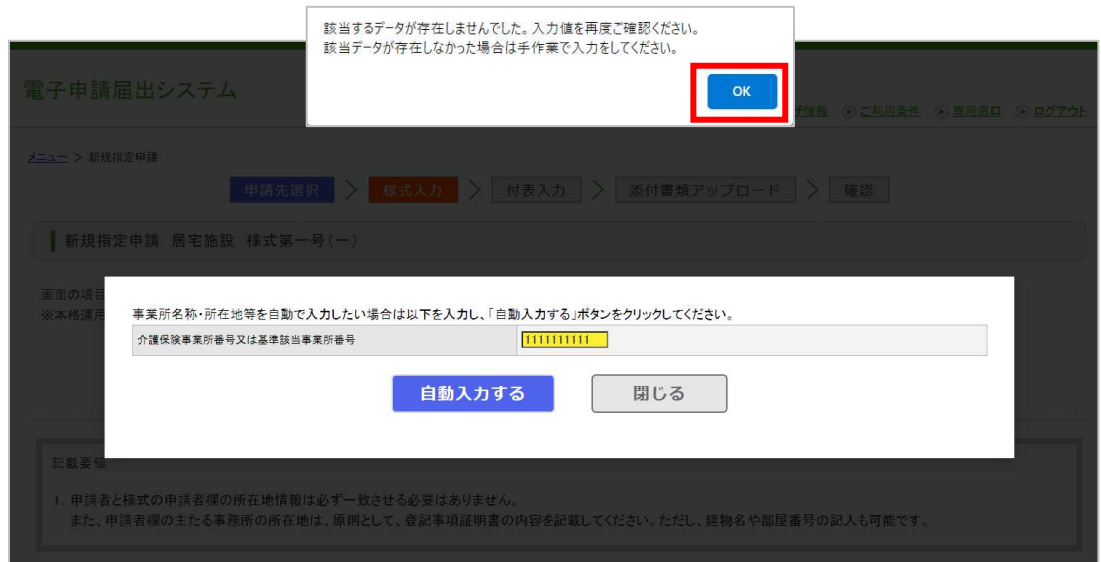 該当するデータが存在しませんでした。入力値を再度ご確認ください。
該当データが存在しなかった場合は手作業で入力をしてください。
OK
電子申請届出システム
ザ情報 ご利用条件 専用窓口 ログアウト
メニュー > 新規指定申請
申請先選択 > 様式入力 > 付表入力 > 添付書類アップロード > 確認
新規指定申請 居宅施設 様式第一号(一)
画面の項目
※本格運用
事業所名称・所在地等を自動で入力したい場合は以下を入力し、「自動入力する」ボタンをクリックしてください。
介護保険事業所番号又は基準該当事業所番号 1111111111
自動入力する 閉じる
記載要領
1. 申請者と様式の申請者欄の所在地情報は必ず一致させる必要はありません。
また、申請者欄の主たる事務所の所在地は、原則として、登記事項証明書の内容を記載してください。ただし、建物名や部屋番号の記入も可能です。